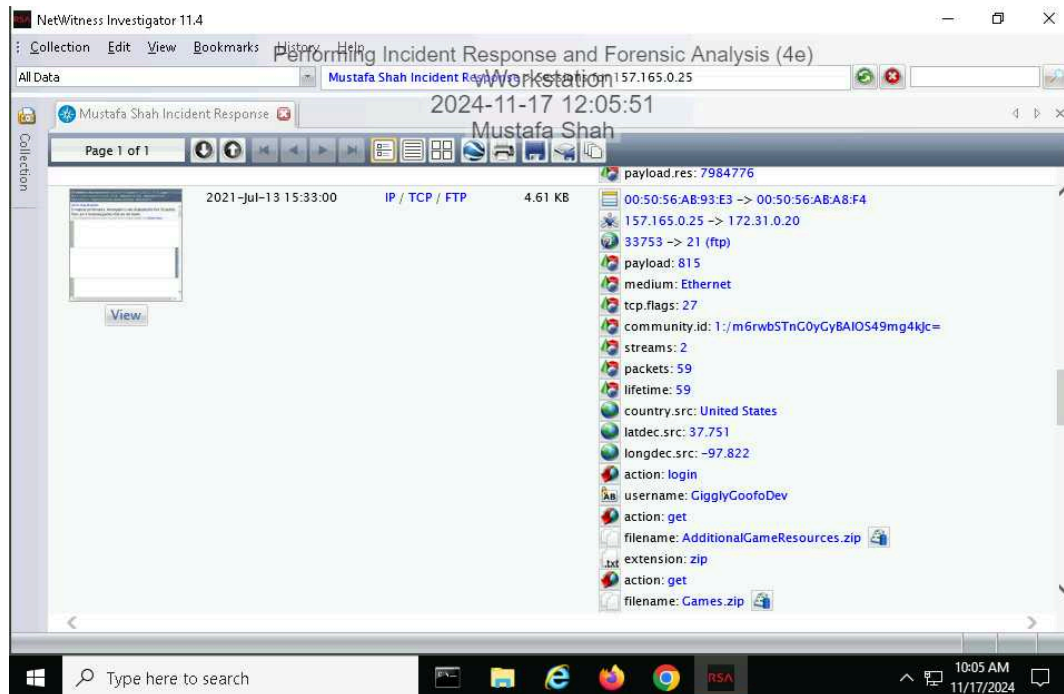 NetWitness Investigator 11.4
Collection Edit View Bookmarks History Help
Performing Incident Response and Forensic Analysis (4e)
All Data
Mustafa Shah Incident Response > Sessions for 157.165.0.25
vWorkstation
2024-11-17 12:05:51
Mustafa Shah
Collection
Mustafa Shah Incident Response
Page 1 of 1
payload.res: 7984776
2021-Jul-13 15:33:00 IP / TCP / FTP 4.61 KB
View
00:50:56:AB:93:E3 -> 00:50:56:AB:A8:F4
157.165.0.25 -> 172.31.0.20
33753 -> 21 (ftp)
payload: 815
medium: Ethernet
tcp.flags: 27
community.id: 1:/m6rwbSTnG0yGyBAIOS49mg4kJc=
streams: 2
packets: 59
lifetime: 59
country.src: United States
latdec.src: 37.751
longdec.src: -97.822
action: login
username: GigglyGoofoDev
action: get
filename: AdditionalGameResources.zip
extension: zip
action: get
filename: Games.zip
Type here to search
RSA
10:05 AM
11/17/2024